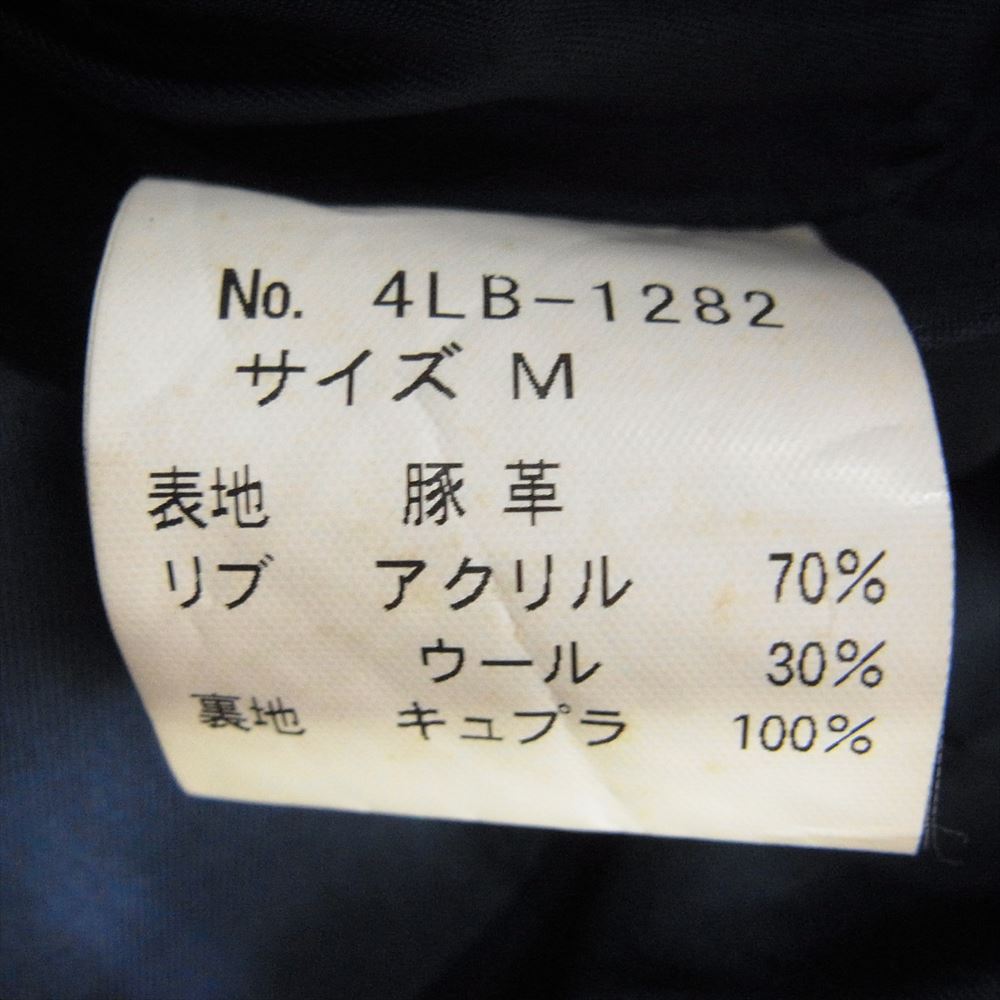 No. 4LB-1282
サイズ M
表地 豚革
リブ アクリル 70%
ウール 30%
裏地 キュプラ 100%